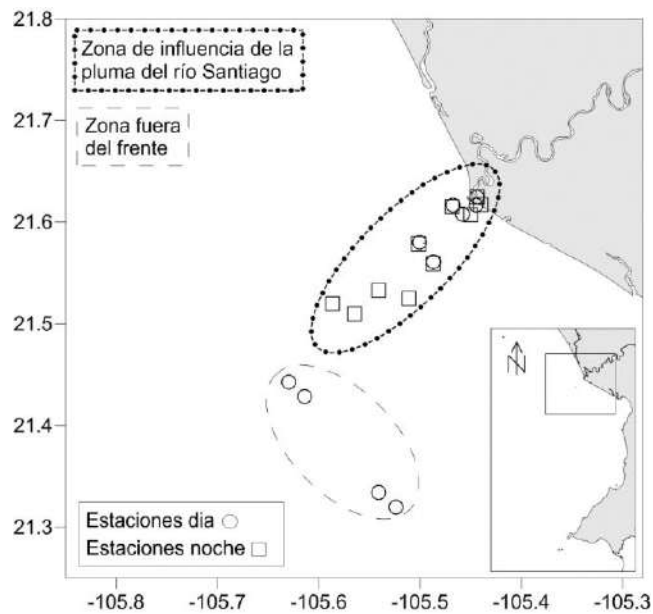 21.8
21.7
21.6
21.5
21.4
21.3
Zona de influencia de la
pluma del río Santiago
Zona fuera
del frente
N
Estaciones dia
Estaciones noche
-105.8 -105.7 -105.6 -105.5 -105.4 -105.3